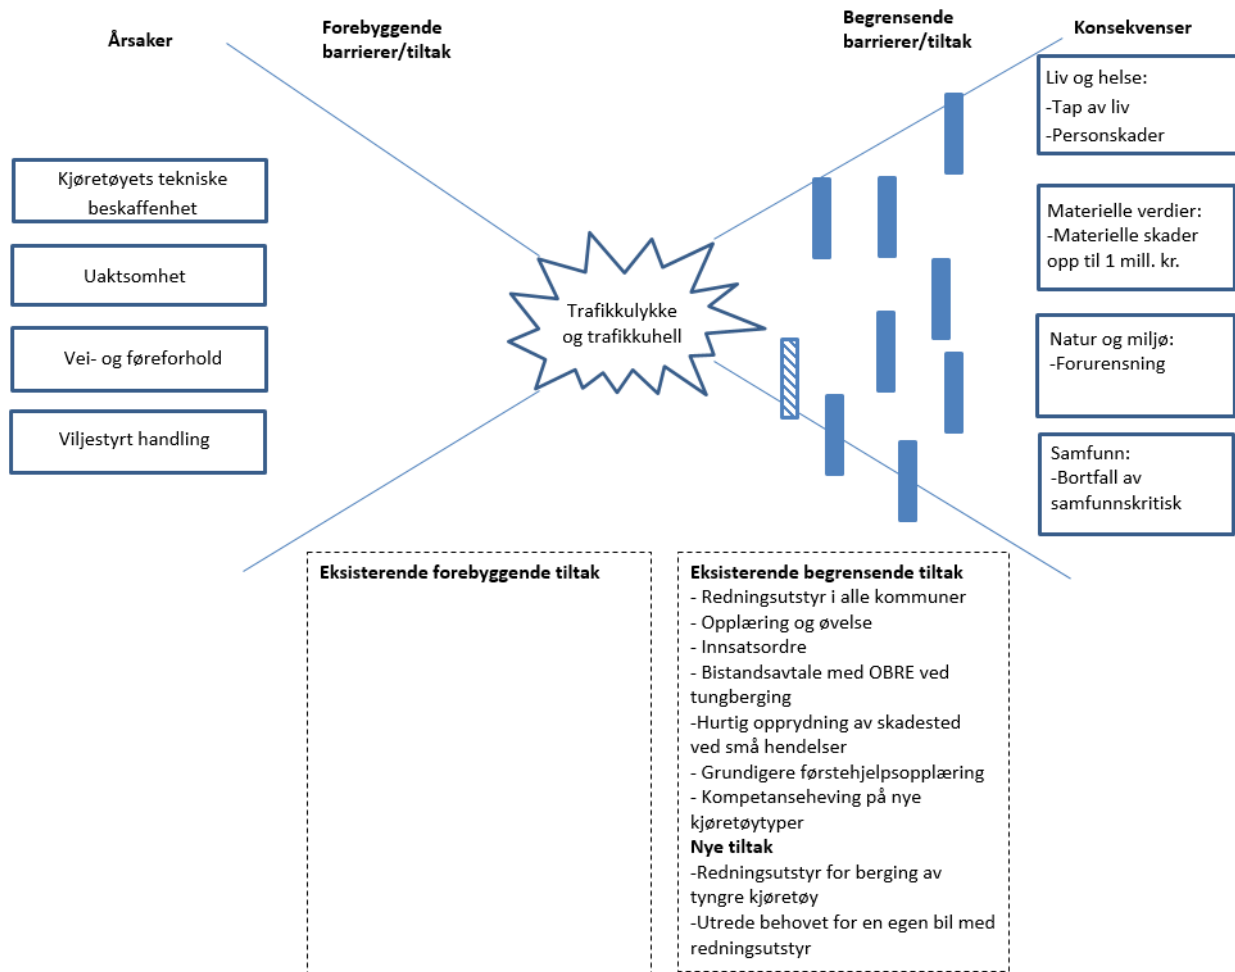 Årsaker
Forebyggende
barrierer/tiltak
Begrensende
barrierer/tiltak
Konsekvenser
Kjøretøyets tekniske
beskaffenhet
Uaktsomhet
Vei- og føreforhold
Viljestyrt handling
Trafikkulykke
og trafikkuhell
Liv og helse:
-Tap av liv
-Personskader
Materielle verdier:
-Materielle skader
opp til 1 mill. kr.
Natur og miljø:
-Forurensning
Samfunn:
-Bortfall av
samfunnskritisk
Eksisterende forebyggende tiltak
Eksisterende begrensende tiltak
- Redningsutstyr i alle kommuner
- Opplæring og øvelse
- Innsatsordre
- Bistandsavtale med OBRE ved
tungberging
-Hurtig opprydning av skadested
ved små hendelser
- Grundigere førstehjelpsopplæring
- Kompetanseheving på nye
kjøretøytyper
Nye tiltak
-Redningsutstyr for berging av
tyngre kjøretøy
-Utrede behovet for en egen bil med
redningsutstyr